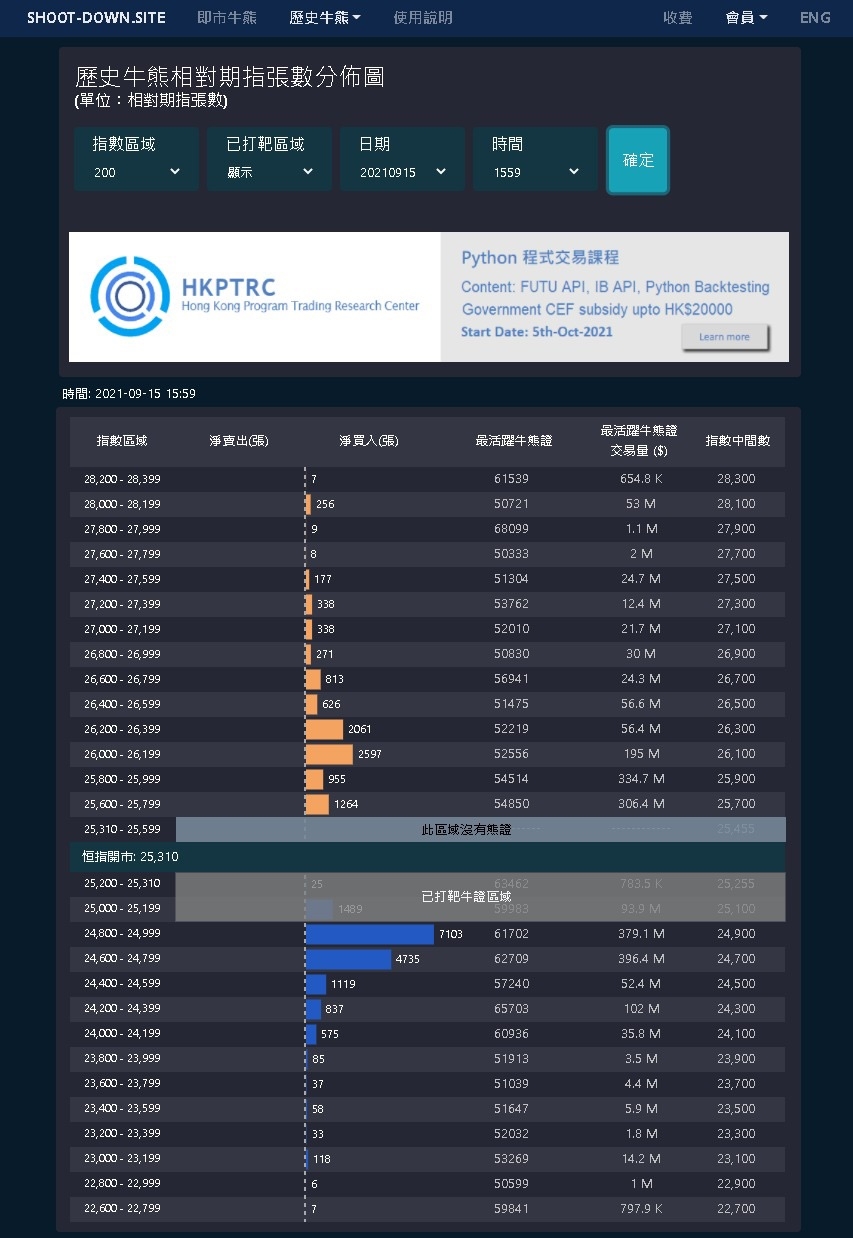 SHOOT-DOWN.SITE 即市牛熊 歷史牛熊 使用說明 收費 會員 ENG
歷史牛熊相對期指張數分佈圖
(單位：相對期指張數)
指數區域 已打靶區域 日期 時間 確定
200 顯示 20210915 1559
HKPTRC
Hong Kong Program Trading Research Center
Python 程式交易課程
Content: FUTU API, IB API, Python Backtesting
Government CEF subsidy upto HK$20000
Start Date: 5th-Oct-2021
Learn more
時間: 2021-09-15 15:59
指數區域 淨賣出(張) 淨買入(張) 最活躍牛熊證 最活躍牛熊證 交易量 ($) 指數中間數
28,200 - 28,399 7 61539 654.8 K 28,300
28,000 - 28,199 256 50721 53 M 28,100
27,800 - 27,999 9 68099 1.1 M 27,900
27,600 - 27,799 8 50333 2 M 27,700
27,400 - 27,599 177 51304 24.7 M 27,500
27,200 - 27,399 338 53762 12.4 M 27,300
27,000 - 27,199 338 52010 21.7 M 27,100
26,800 - 26,999 271 50830 30 M 26,900
26,600 - 26,799 813 56941 24.3 M 26,700
26,400 - 26,599 626 51475 56.6 M 26,500
26,200 - 26,399 2061 52219 56.4 M 26,300
26,000 - 26,199 2597 52556 195 M 26,100
25,800 - 25,999 955 54514 334.7 M 25,900
25,600 - 25,799 1264 54850 306.4 M 25,700
25,310 - 25,599 此區域沒有熊證 25,455
恒指開市: 25,310
25,200 - 25,310 25 63462 783.5 K 25,255
已打靶牛證區域
25,000 - 25,199 1489 59983 93.9 M 25,100
24,800 - 24,999 7103 61702 379.1 M 24,900
24,600 - 24,799 4735 62709 396.4 M 24,700
24,400 - 24,599 1119 57240 52.4 M 24,500
24,200 - 24,399 837 65703 102 M 24,300
24,000 - 24,199 575 60936 35.8 M 24,100
23,800 - 23,999 85 51913 3.5 M 23,900
23,600 - 23,799 37 51039 4.4 M 23,700
23,400 - 23,599 58 51647 5.9 M 23,500
23,200 - 23,399 33 52032 1.8 M 23,300
23,000 - 23,199 118 53269 14.2 M 23,100
22,800 - 22,999 6 50599 1 M 22,900
22,600 - 22,799 7 59841 797.9 K 22,700